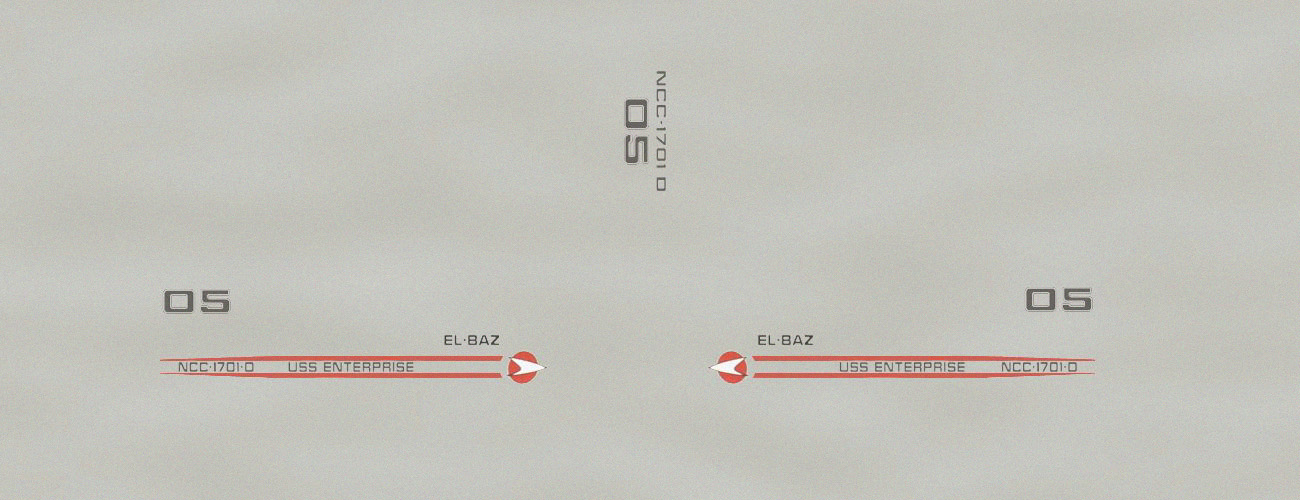 NCC-1701 D
05
05
05
EL·BAZ
EL·BAZ
NCC·1701·D USS ENTERPRISE
USS ENTERPRISE NCC·1701·D